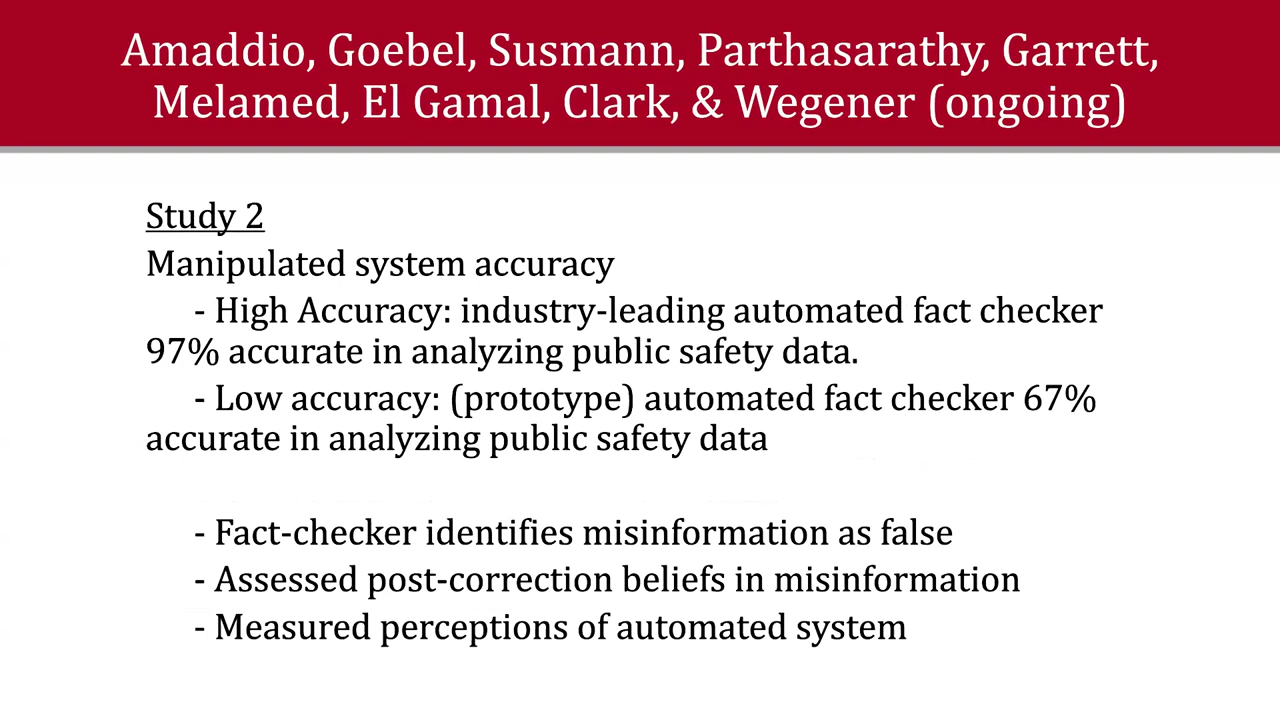 Amaddio, Goebel, Susmann, Parthasarathy, Garrett,
Melamed, El Gamal, Clark, & Wegener (ongoing)
Study 2
Manipulated system accuracy
- High Accuracy: industry-leading automated fact checker
97% accurate in analyzing public safety data.
- Low accuracy: (prototype) automated fact checker 67%
accurate in analyzing public safety data
- Fact-checker identifies misinformation as false
- Assessed post-correction beliefs in misinformation
- Measured perceptions of automated system